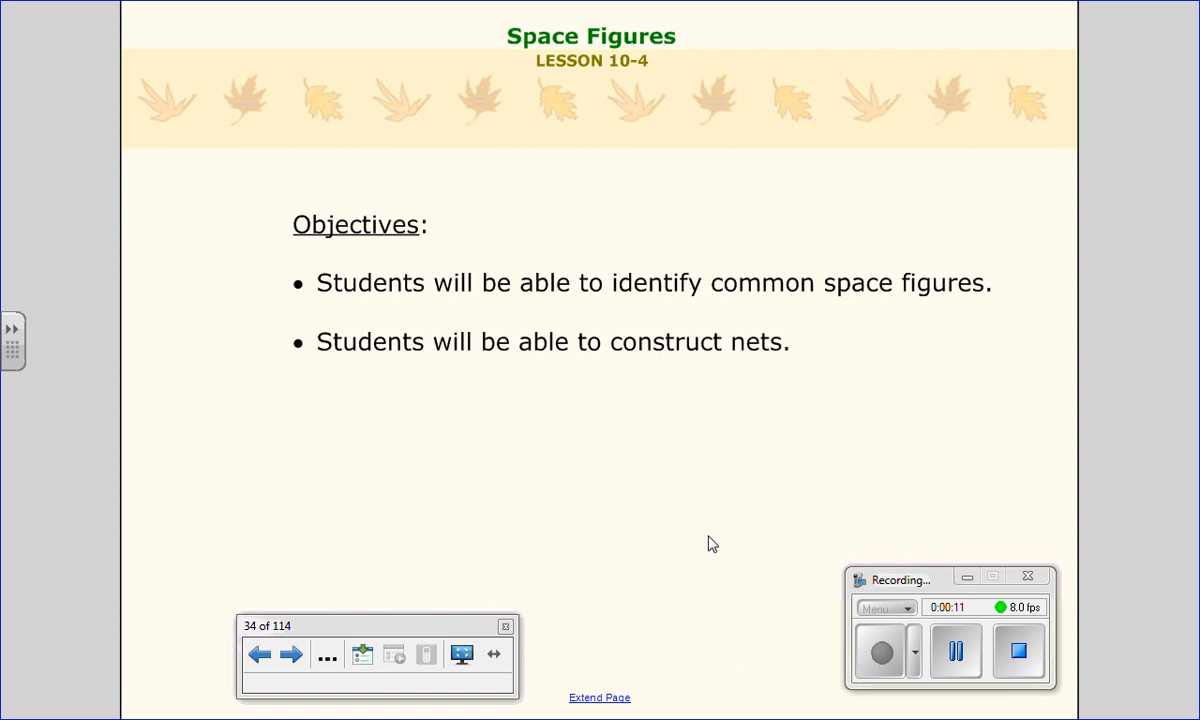 Space Figures
LESSON 10-4
Objectives:
• Students will be able to identify common space figures.
• Students will be able to construct nets.
Recording...
Menu
0:00:11
8.0 fps
34 of 114
...
Extend Page